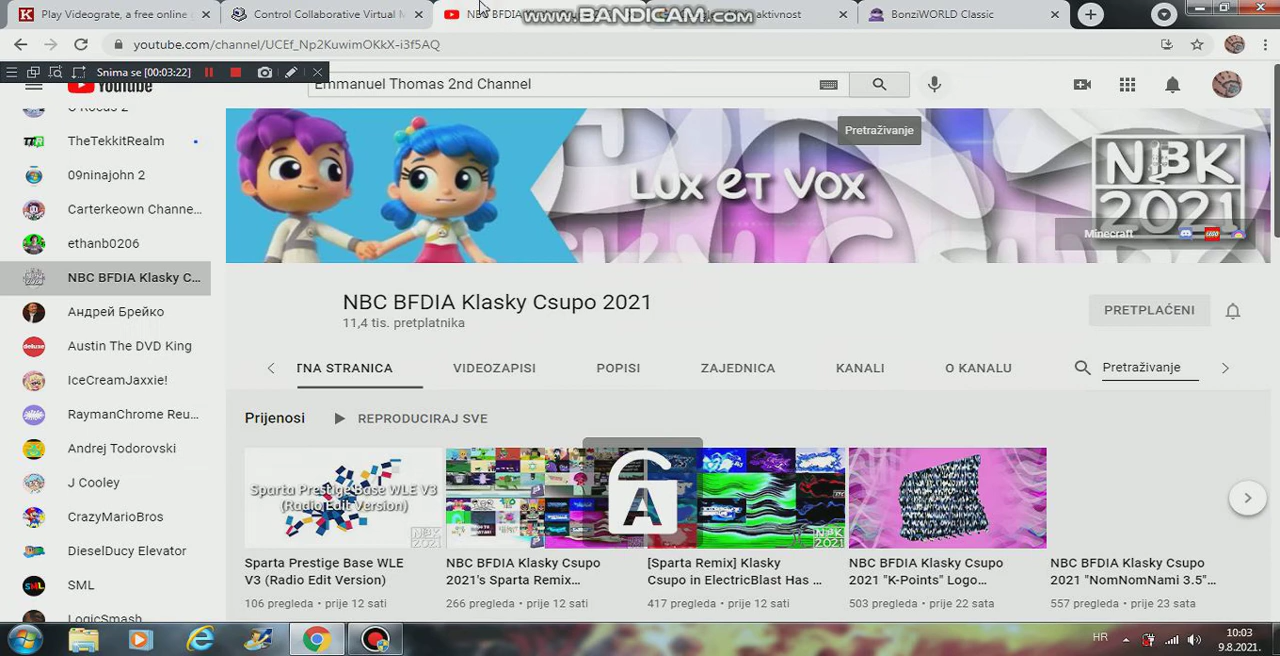 Play Videograte, a free online
Control Collaborative Virtual M
NBC BFDIA
www.BANDICAM.com
aktivnost
BonziWORLD Classic
youtube.com/channel/UCEf_Np2KuwimOKkX-i3f5AQ
Snima se [00:03:22]
YouTube
Emmanuel Thomas 2nd Channel
Pretraživanje
TheTekkitRealm
09ninajohn 2
Carterkeown Channe...
ethanb0206
NBC BFDIA Klasky C...
Андрей Брейко
Austin The DVD King
IceCreamJaxxie!
RaymanChrome Reu...
Andrej Todorovski
J Cooley
CrazyMarioBros
DieselDucy Elevator
SML
LogicSmash
LUX ET VOX
NBK
2021
Minecraft
NBC BFDIA Klasky Csupo 2021
11,4 tis. pretplatnika
PRETPLAĆENI
TNA STRANICA
VIDEOZAPISI
POPISI
ZAJEDNICA
KANALI
O KANALU
Pretraživanje
Prijenosi
REPRODUCIRAJ SVE
Sparta Prestige Base WLE V3
(Radio Edit Version)
NBK
2021
A
NBK
2021
Sparta Prestige Base WLE
V3 (Radio Edit Version)
106 pregleda • prije 12 sati
NBC BFDIA Klasky Csupo
2021's Sparta Remix...
266 pregleda • prije 12 sati
[Sparta Remix] Klasky
Csupo in ElectricBlast Has ...
417 pregleda • prije 12 sati
NBC BFDIA Klasky Csupo
2021 "K-Points" Logo...
503 pregleda • prije 22 sata
NBC BFDIA Klasky Csupo
2021 "NomNomNami 3.5"...
557 pregleda • prije 23 sata
HR
10:03
9.8.2021.